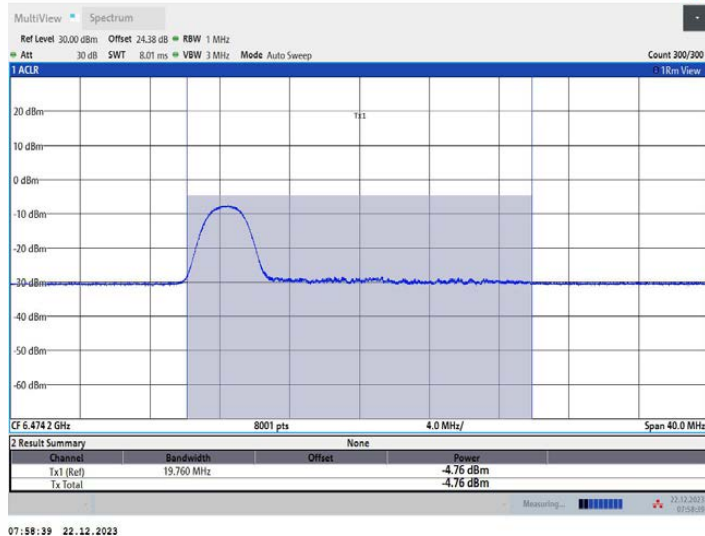 MultiView Spectrum
Ref Level 30.00 dBm Offset 24.38 dB RBW 1 MHz
Att 30 dB SWT 8.01 ms VBW 3 MHz Mode Auto Sweep Count 300/300
1 ACLR 1Rm View
Tx1
20 dBm
10 dBm
0 dBm
-10 dBm
-20 dBm
-30 dBm
-40 dBm
-50 dBm
-60 dBm
CF 6.474 2 GHz 8001 pts 4.0 MHz/ Span 40.0 MHz
2 Result Summary None
Channel Bandwidth Offset Power
Tx1 (Ref) 19.760 MHz -4.76 dBm
Tx Total -4.76 dBm
Measuring... 22.12.2023
07:58:39
07:58:39 22.12.2023